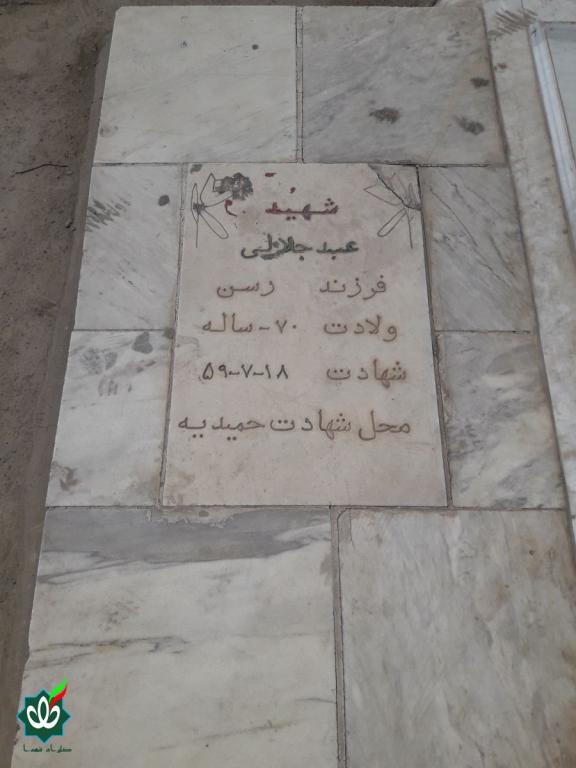 شهید
عبد جلالی
فرزند رسن
ولادت ۷۰-ساله
شهادت ۱۸-۷-۵۹
محل شهادت حمیدیه